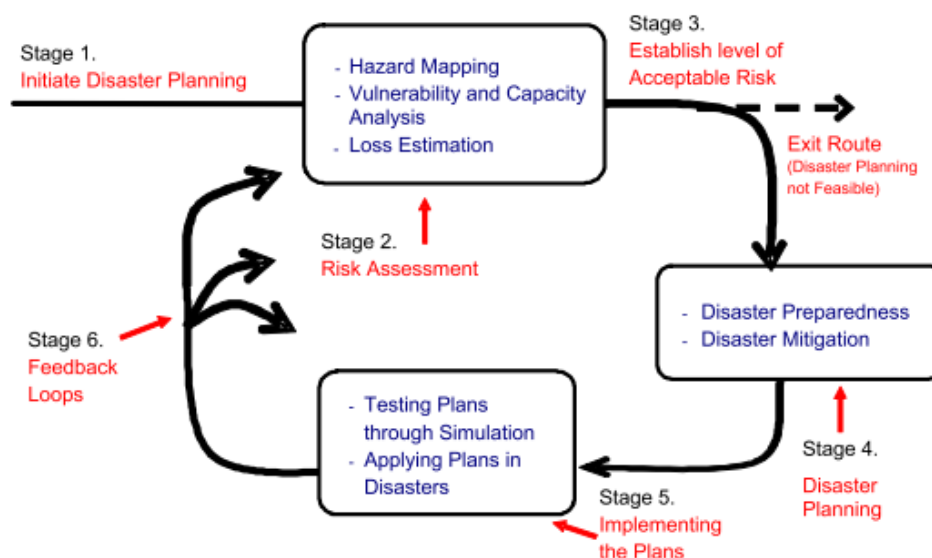 Stage 1.
Initiate Disaster Planning
- Hazard Mapping
- Vulnerability and Capacity
Analysis
- Loss Estimation
Stage 3.
Establish level of
Acceptable Risk
Exit Route
(Disaster Planning
not Feasible)
Stage 2.
Risk Assessment
- Disaster Preparedness
- Disaster Mitigation
Stage 6.
Feedback
Loops
- Testing Plans
through Simulation
- Applying Plans in
Disasters
Stage 4.
Disaster
Planning
Stage 5.
Implementing
the Plans